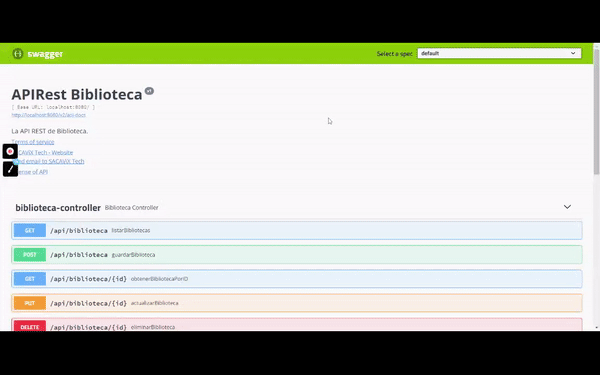 swagger
Select a spec
default
APIRest Biblioteca v1
[ Base URL: localhost:8080/ ]
http://localhost:8080/v2/api-docs
La API REST de Biblioteca.
Terms of service
SACAViX Tech - Website
Send email to SACAViX Tech
License of API
biblioteca-controller Biblioteca Controller
GET /api/biblioteca listarBibliotecas
POST /api/biblioteca guardarBiblioteca
GET /api/biblioteca/{id} obtenerBibliotecaPorID
PUT /api/biblioteca/{id} actualizarBiblioteca
DELETE /api/biblioteca/{id} eliminarBiblioteca